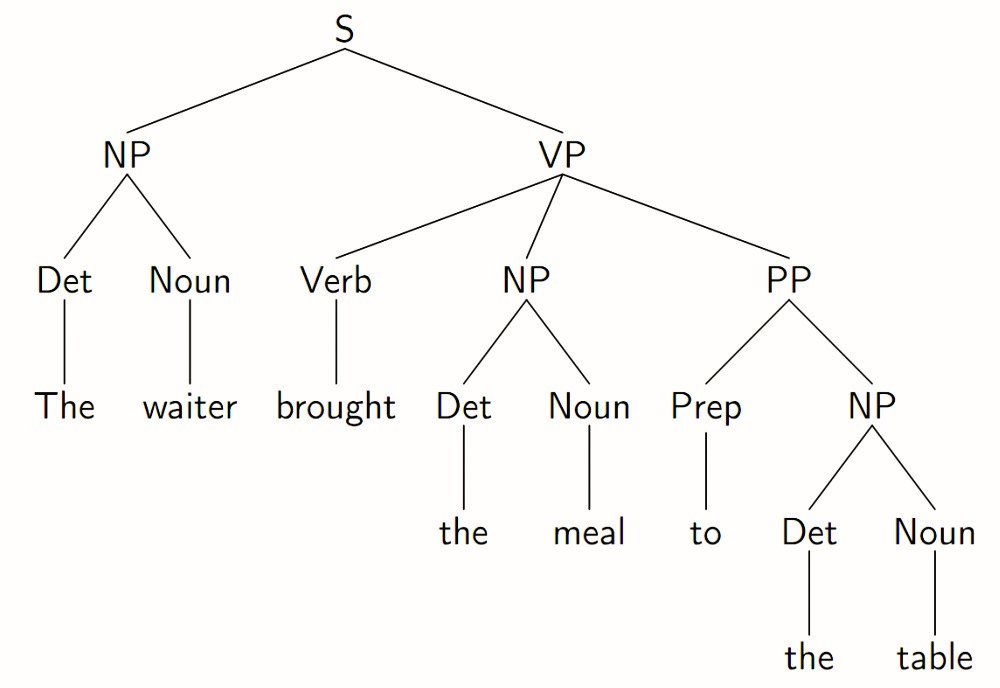 S
NP VP
Det Noun Verb NP PP
The waiter brought Det Noun Prep NP
the meal to Det Noun
the table